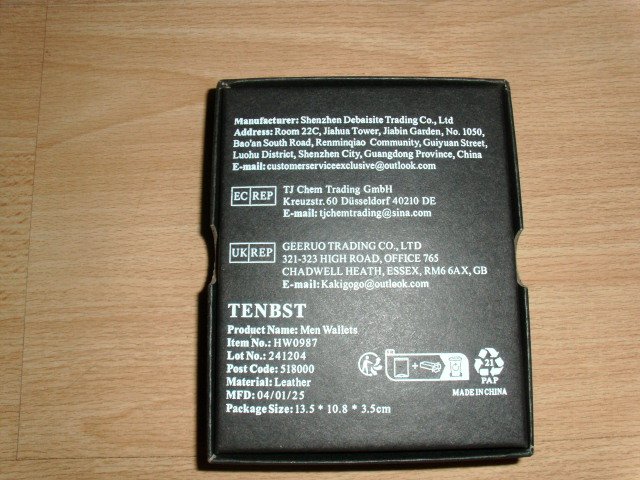 Manufacturer: Shenzhen Debaisite Trading Co., Ltd
Address: Room 22C, Jiahua Tower, Jiabin Garden, No. 1050,
Bao'an South Road, Renminqiao Community, Guiyuan Street,
Luohu District, Shenzhen City, Guangdong Province, China
E-mail: customerserviceexclusive@outlook.com
EC REP
TJ Chem Trading GmbH
Kreuzstr. 60 Düsseldorf 40210 DE
E-mail: tjchemtrading@sina.com
UK REP
GEERUO TRADING CO., LTD
321-323 HIGH ROAD, OFFICE 765
CHADWELL HEATH, ESSEX, RM6 6AX, GB
E-mail: Kakigogo@outlook.com
TENBST
Product Name: Men Wallets
Item No.: HW0987
Lot No.: 241204
Post Code: 518000
Material: Leather
MFD: 04/01/25
Package Size: 13.5 * 10.8 * 3.5cm
21
PAP
MADE IN CHINA